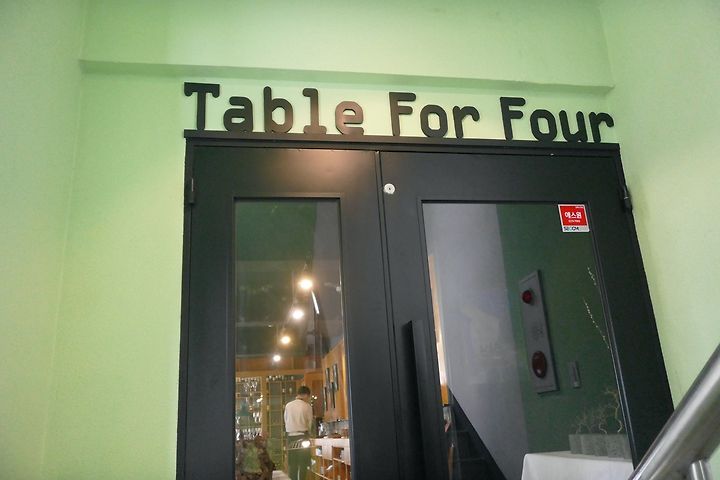 Table For Four
에스원
SECOM